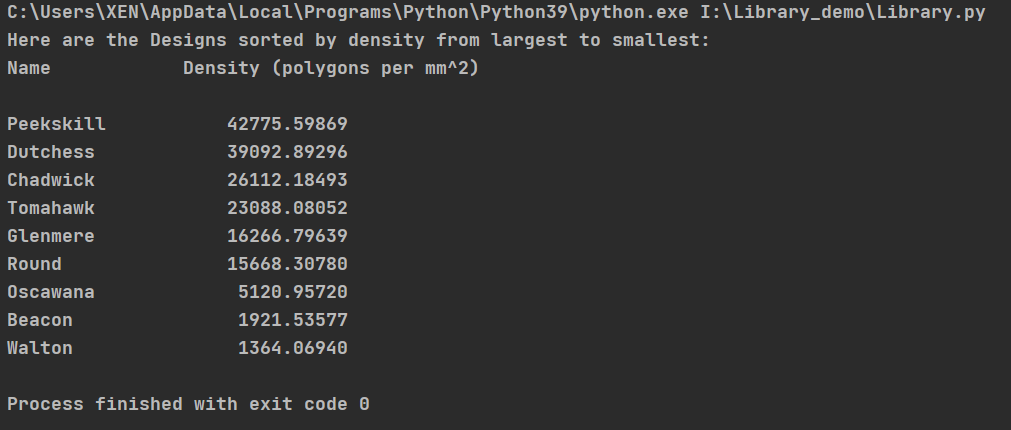 C:\Users\XEN\AppData\Local\Programs\Python\Python39\python.exe I:\Library_demo\Library.py
Here are the Designs sorted by density from largest to smallest:
Name            Density (polygons per mm^2)

Peekskill           42775.59869
Dutchess            39092.89296
Chadwick            26112.18493
Tomahawk            23088.08052
Glenmere            16266.79639
Round               15668.30780
Oscawana             5120.95720
Beacon               1921.53577
Walton               1364.06940

Process finished with exit code 0